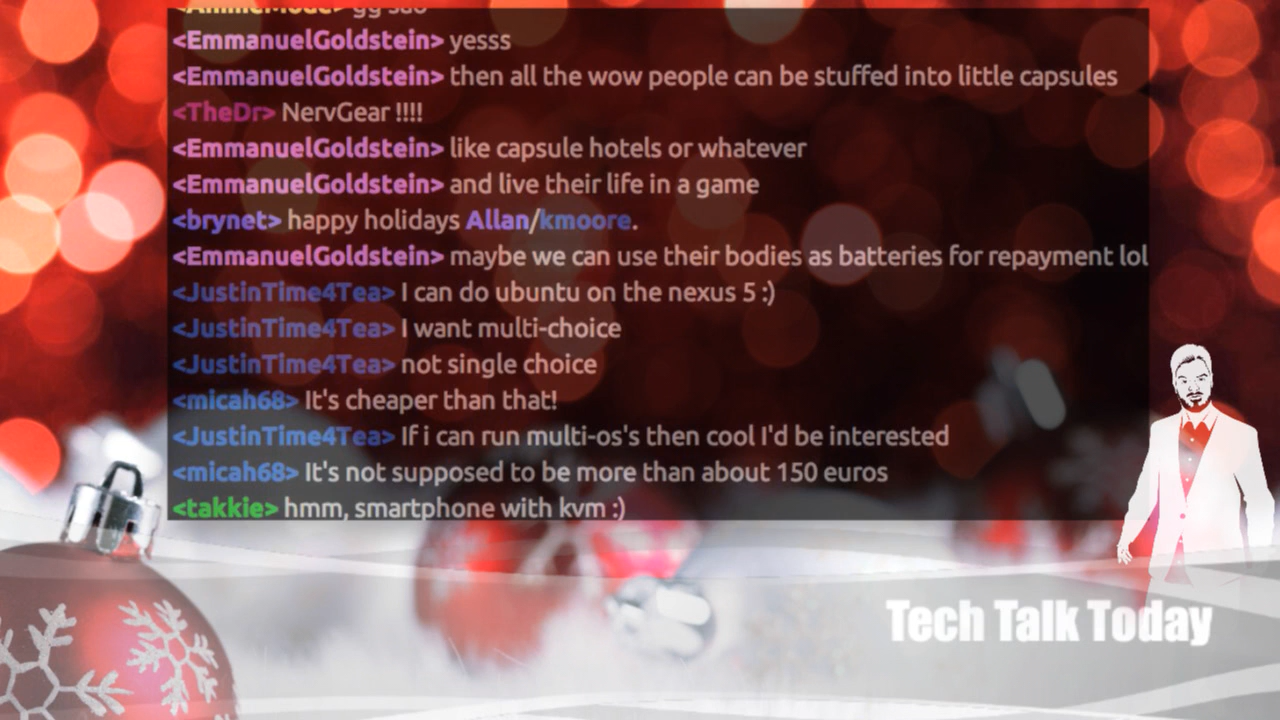 <AnimeMode> gg sao
<EmmanuelGoldstein> yesss
<EmmanuelGoldstein> then all the wow people can be stuffed into little capsules
<TheDr> NervGear !!!!
<EmmanuelGoldstein> like capsule hotels or whatever
<EmmanuelGoldstein> and live their life in a game
<brynet> happy holidays Allan/kmoore.
<EmmanuelGoldstein> maybe we can use their bodies as batteries for repayment lol
<JustinTime4Tea> I can do ubuntu on the nexus 5 :)
<JustinTime4Tea> I want multi-choice
<JustinTime4Tea> not single choice
<micah68> It's cheaper than that!
<JustinTime4Tea> If i can run multi-os's then cool I'd be interested
<micah68> It's not supposed to be more than about 150 euros
<takkie> hmm, smartphone with kvm :)
Tech Talk Today